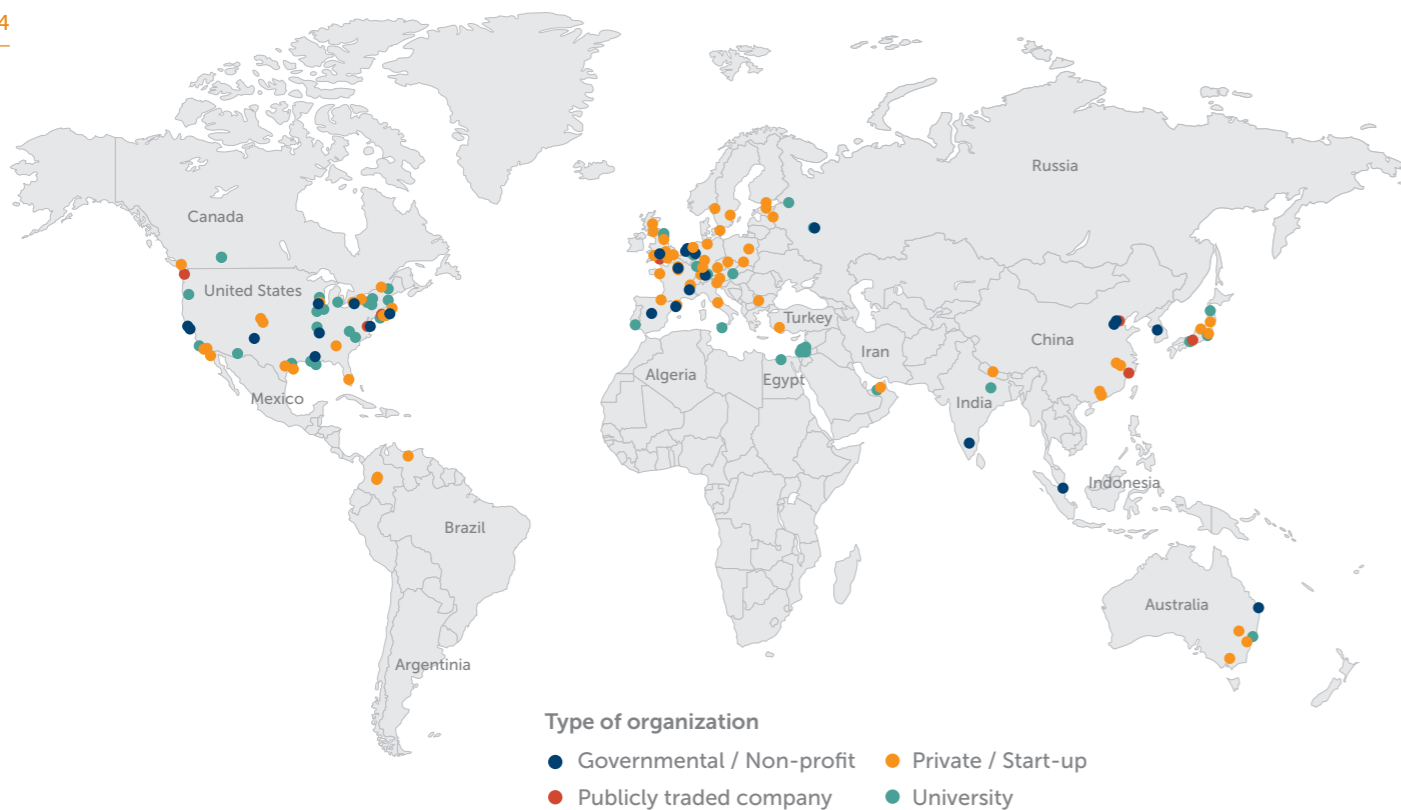 4
Russia
Canada
United States
Turkey
China
Iran
Algeria
Egypt
Mexico
India
Indonesia
Brazil
Australia
Argentinia
Type of organization
Governmental / Non-profit
Private / Start-up
Publicly traded company
University